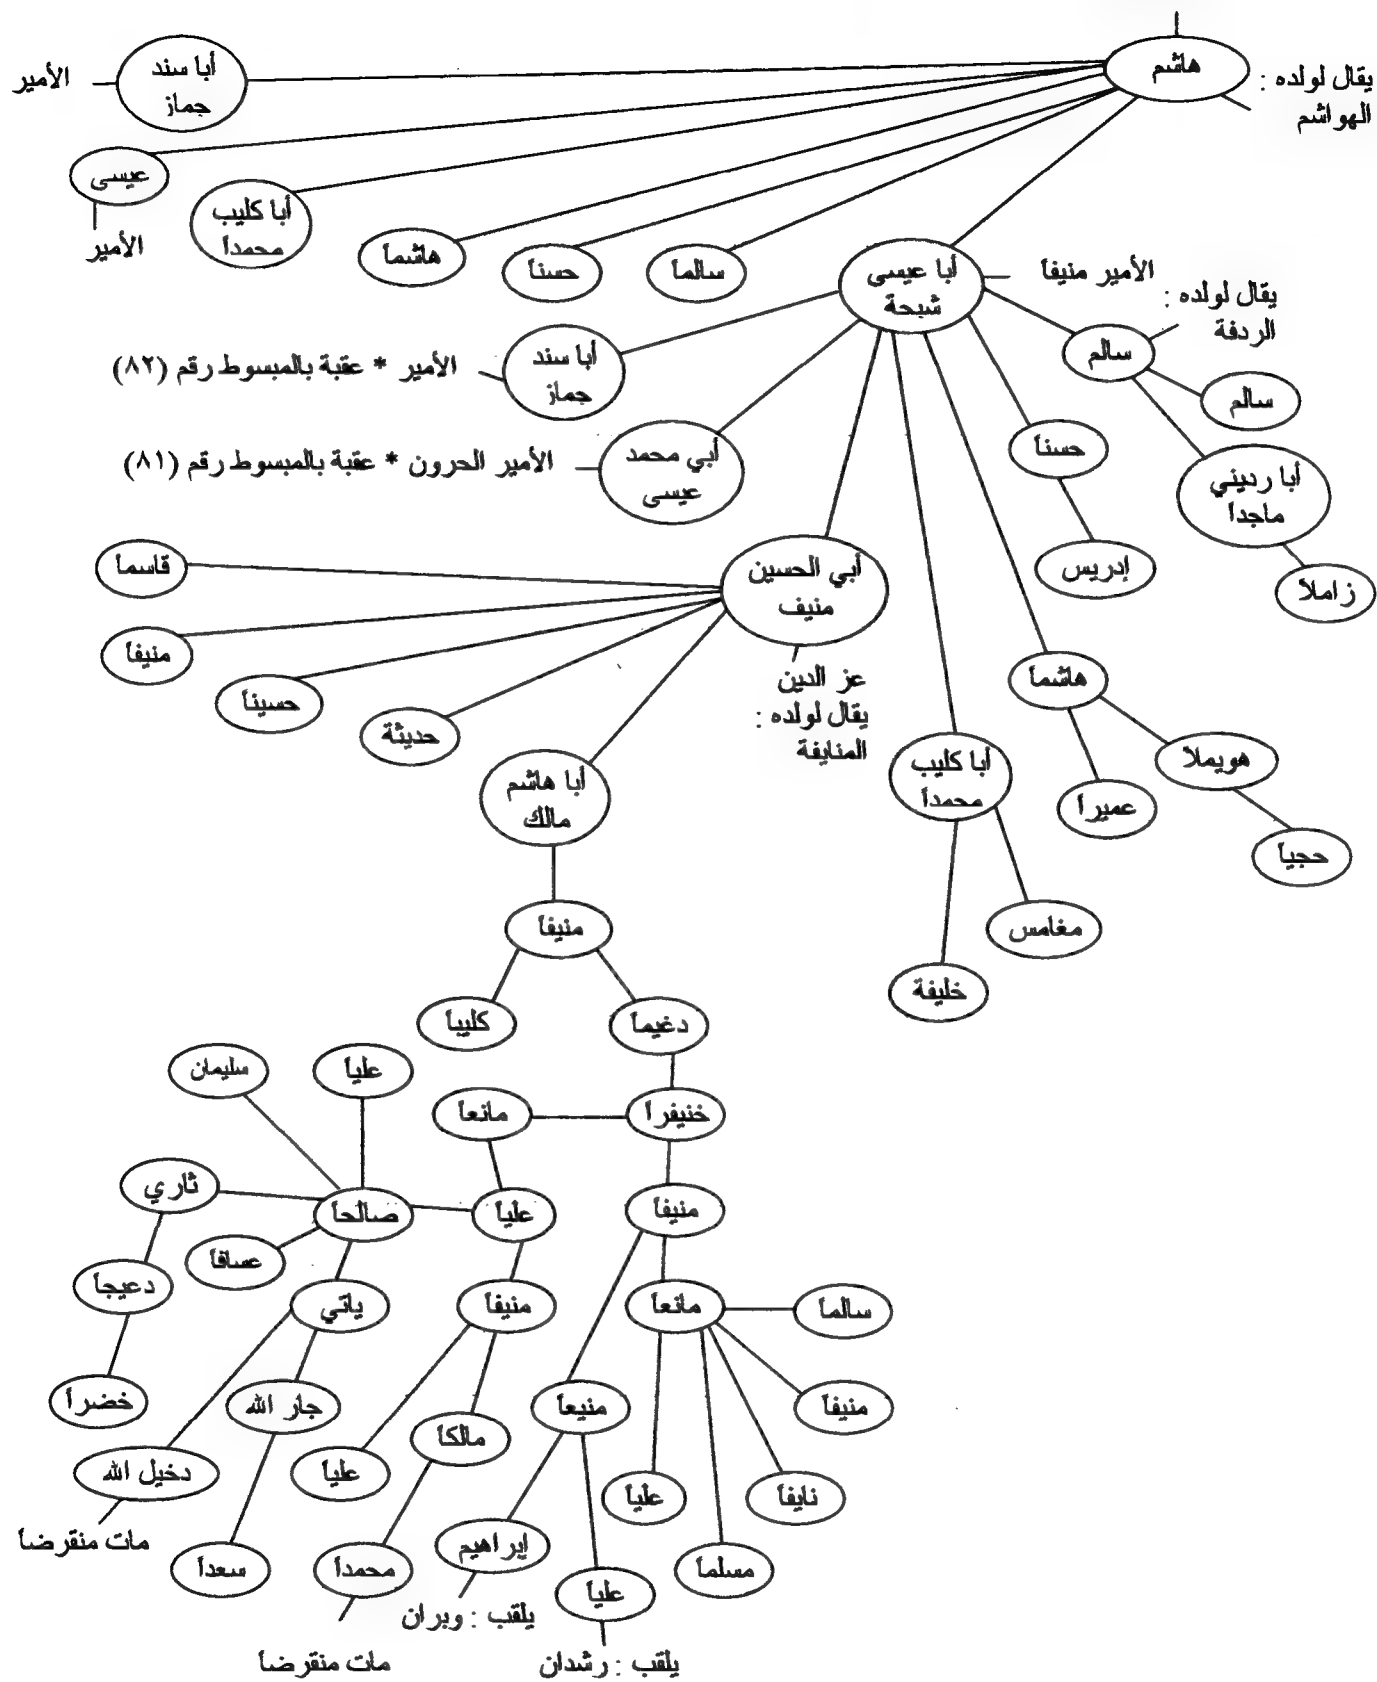 هاشم
يقال لولده :
الهواشم
أبا سند
جماز
الأمير
عيسى
الأمير
أبا كليب
محمداً
هاشماً
حسناً
سالماً
أبا عيسى
شبحة
الأمير منيفاً
يقال لولده :
الردفة
سالم
سالم
أبا رديني
ماجداً
زاملاً
حسناً
إدريس
هاشماً
هويملاً
حجياً
عميراً
أبا كليب
محمداً
مغامس
خليفة
أبا سند
جماز
الأمير * عقبة بالمبسوط رقم (٨٢)
أبي محمد
عيسى
الأمير الحرون * عقبة بالمبسوط رقم (٨١)
أبي الحسين
منيف
عز الدين
يقال لولده :
المنايفة
قاسماً
منيفاً
حسيناً
حديثة
أبا هاشم
مالك
منيفاً
كليباً
دغيماً
خنيفراً
مانعاً
سليمان
علياً
ثاري
صالحاً
علياً
منيفاً
عسافاً
دعيجاً
ياتي
منيفاً
مانعاً
سالماً
خضراً
جار الله
مالكاً
منيعاً
منيفاً
دخيل الله
مات منقرضاً
علياً
علياً
نايفاً
سعداً
محمداً
مات منقرضاً
إبراهيم
يلقب : وبران
علياً
يلقب : رشدان
مسلماً